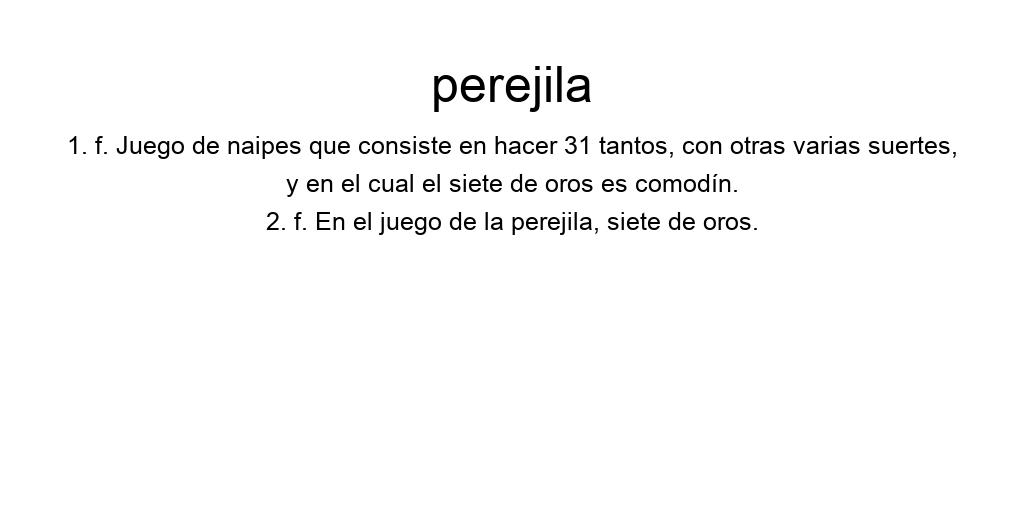 perejila
1. f. Juego de naipes que consiste en hacer 31 tantos, con otras varias suertes,
y en el cual el siete de oros es comodín.
2. f. En el juego de la perejila, siete de oros.